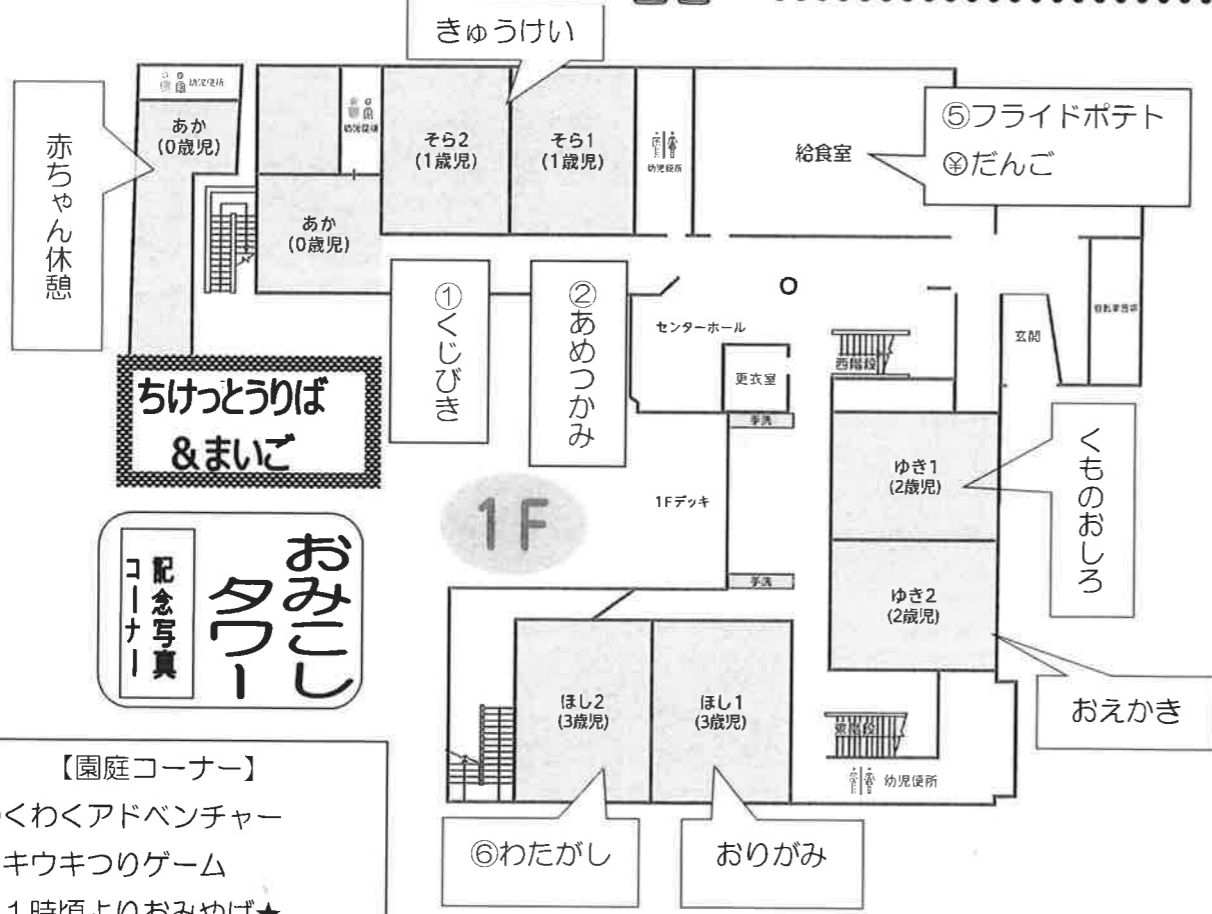 きゅうけい
幼児便所
あか
(0歳児)
赤ちゃん休憩
幼児便所
そら2
(1歳児)
そら1
(1歳児)
幼児便所
給食室
⑤フライドポテト
Ⓨだんご
あか
(0歳児)
①くじびき
②あめつかみ
センターホール
更衣室
西階段
玄関
手洗
ちけっとうりば
&まいご
1F
1Fデッキ
ゆき1
(2歳児)
くものおしろ
おみこし
タワー
記念写真
コーナー
手洗
ゆき2
(2歳児)
おえかき
ほし2
(3歳児)
ほし1
(3歳児)
東階段
幼児便所
⑥わたがし
おりがみ
【園庭コーナー】
くわくアドベンチャー
キウキつりゲーム
1時頃よりおみやげ★